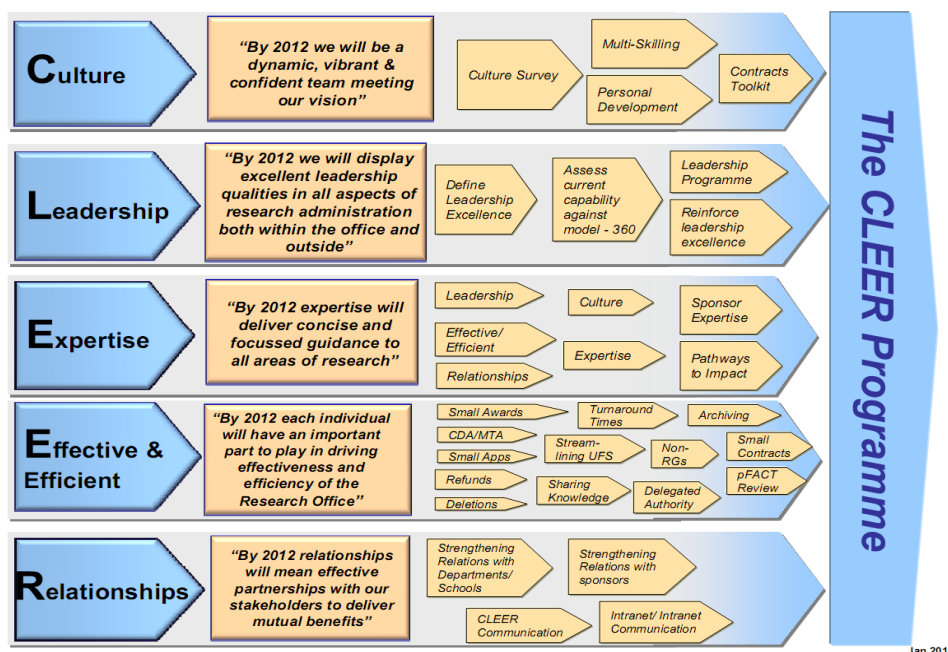 Culture
“By 2012 we will be a
dynamic, vibrant &
confident team meeting
our vision”
Culture Survey
Multi-Skilling
Personal
Development
Contracts
Toolkit
Leadership
“By 2012 we will display
excellent leadership
qualities in all aspects of
research administration
both within the office and
outside”
Define
Leadership
Excellence
Assess
current
capability
against
model - 360
Leadership
Programme
Reinforce
leadership
excellence
Expertise
“By 2012 expertise will
deliver concise and
focussed guidance to
all areas of research”
Leadership
Culture
Effective/
Efficient
Expertise
Relationships
Sponsor
Expertise
Pathways
to Impact
Effective &
Efficient
“By 2012 each individual
will have an important
part to play in driving
effectiveness and
efficiency of the
Research Office”
Small Awards
CDA/MTA
Small Apps
Refunds
Deletions
Turnaround
Times
Stream-
lining UFS
Sharing
Knowledge
Archiving
Non-
RGs
Delegated
Authority
Small
Contracts
pFACT
Review
Relationships
“By 2012 relationships
will mean effective
partnerships with our
stakeholders to deliver
mutual benefits”
Strengthening
Relations with
Departments/
Schools
Strengthening
Relations with
sponsors
CLEER
Communication
Intranet/ Intranet
Communication
The CLEER Programme
Jan 201